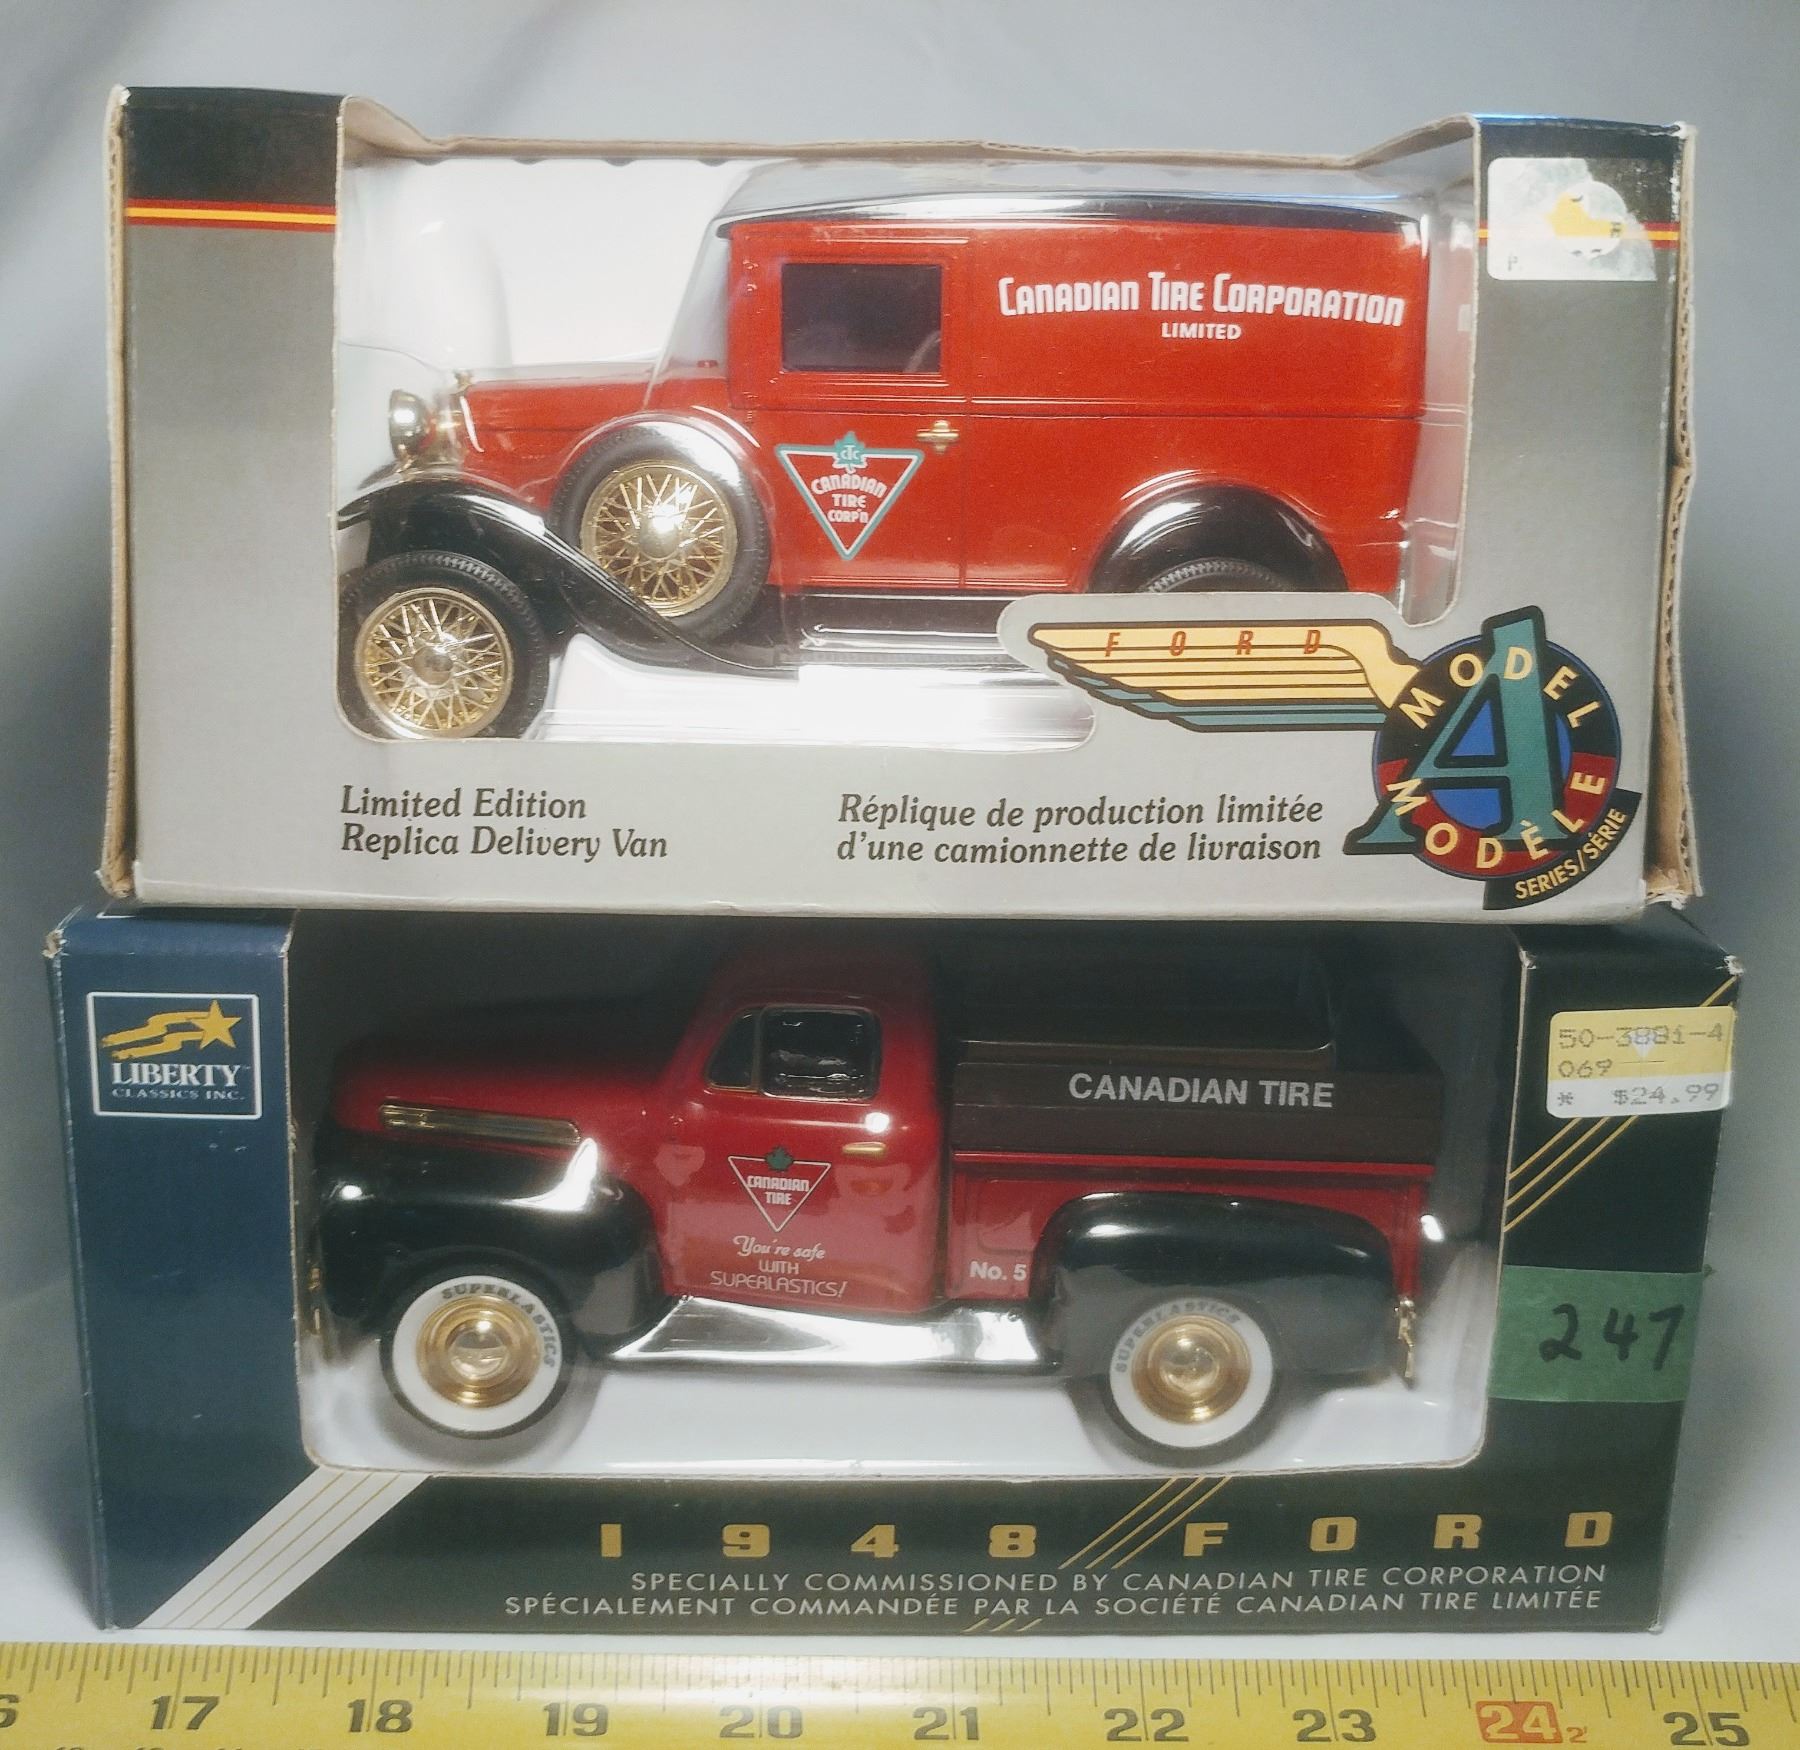 CANADIAN TIRE CORPORATION
LIMITED
CTC
CANADIAN
TIRE
CORP'N
FORD
MODEL
A
MODÈLE
SERIES/SÉRIE
Limited Edition
Replica Delivery Van
Réplique de production limitée
d'une camionnette de livraison
LIBERTY
CLASSICS INC.
50-3881-4
069
* $24.99
CANADIAN TIRE
CANADIAN
TIRE
You're safe
WITH
SUPERLASTICS!
No. 5
SUPERLASTICS
SUPERLASTICS
247
1948 FORD
SPECIALLY COMMISSIONED BY CANADIAN TIRE CORPORATION
SPÉCIALEMENT COMMANDÉE PAR LA SOCIÉTÉ CANADIAN TIRE LIMITÉE
6 17 18 19 20 21 22 23 24 2' 25